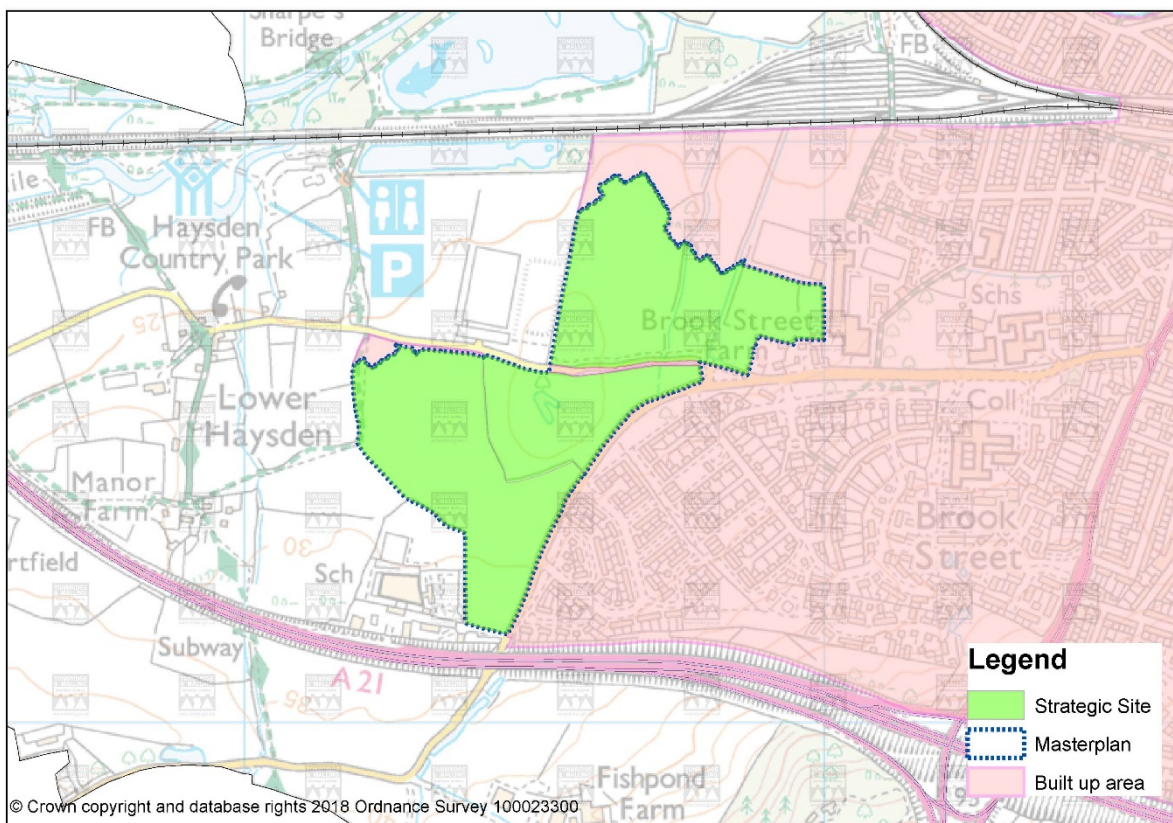 Sharpe's
Bridge
FB
ile
FB
Haysden
Country Park
P
25
Sch
Schs
Brook Street
Farm
Lower
Haysden
Coll
Manor
Farm
Brook
Street
rtfield
30
Sch
Subway
A 21
35
Fishpond
Farm
Legend
Strategic Site
Masterplan
Built up area
© Crown copyright and database rights 2018 Ordnance Survey 100023300